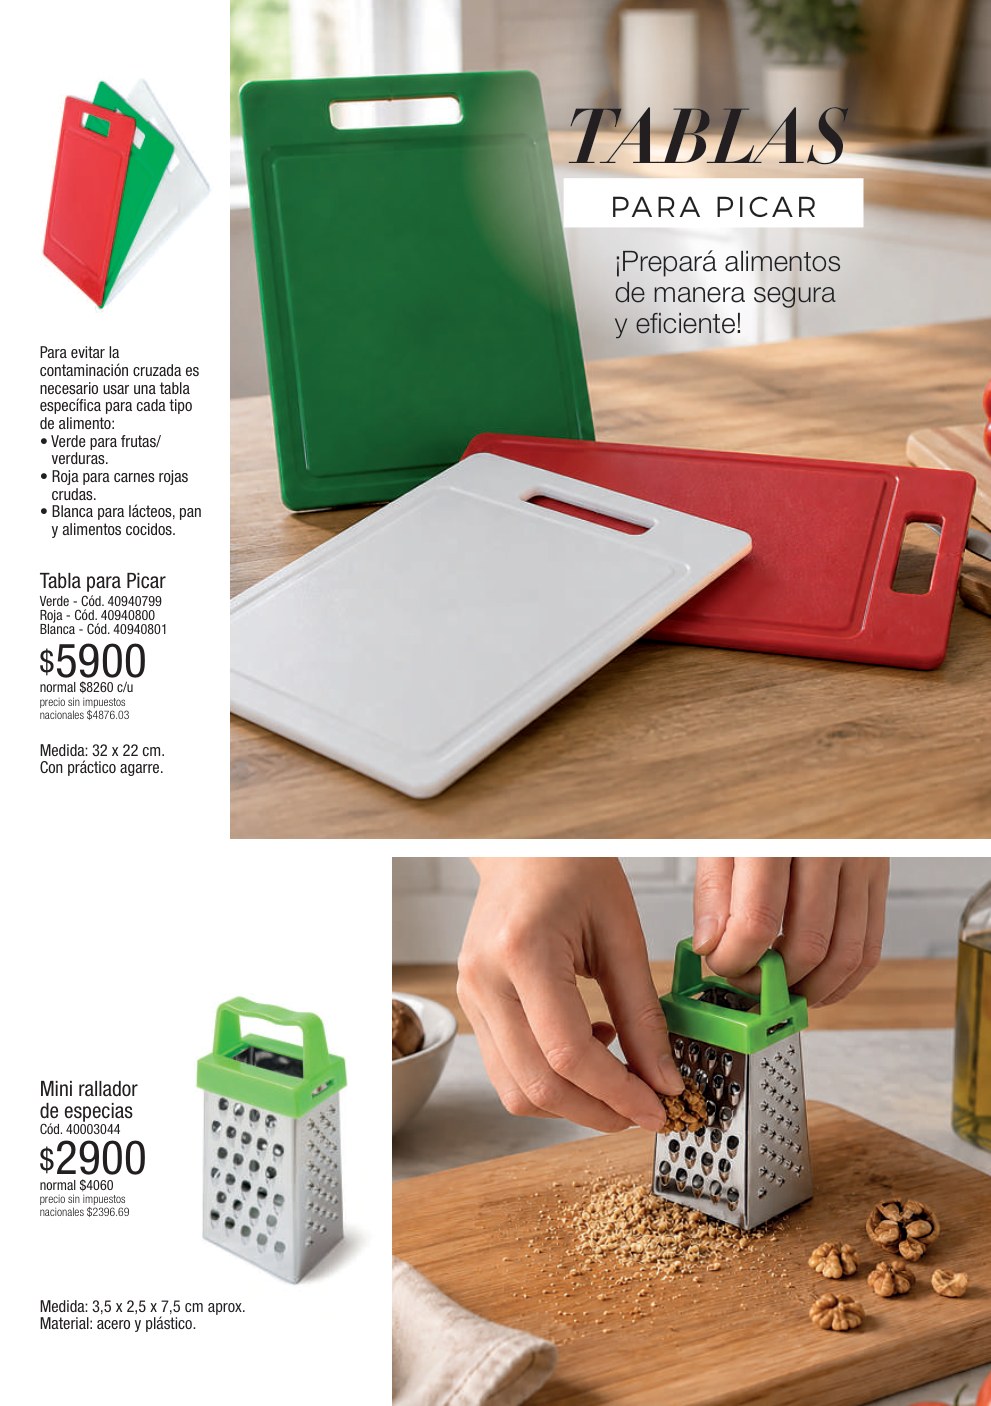 TABLAS
PARA PICAR
¡Prepará alimentos
de manera segura
y eficiente!
Para evitar la
contaminación cruzada es
necesario usar una tabla
específica para cada tipo
de alimento:
• Verde para frutas/
verduras.
• Roja para carnes rojas
crudas.
• Blanca para lácteos, pan
y alimentos cocidos.
Tabla para Picar
Verde - Cód. 40940799
Roja - Cód. 40940800
Blanca - Cód. 40940801
$5900
normal $8260 c/u
precio sin impuestos
nacionales $4876.03
Medida: 32 x 22 cm.
Con práctico agarre.
Mini rallador
de especias
Cód. 40003044
$2900
normal $4060
precio sin impuestos
nacionales $2396.69
Medida: 3,5 x 2,5 x 7,5 cm aprox.
Material: acero y plástico.